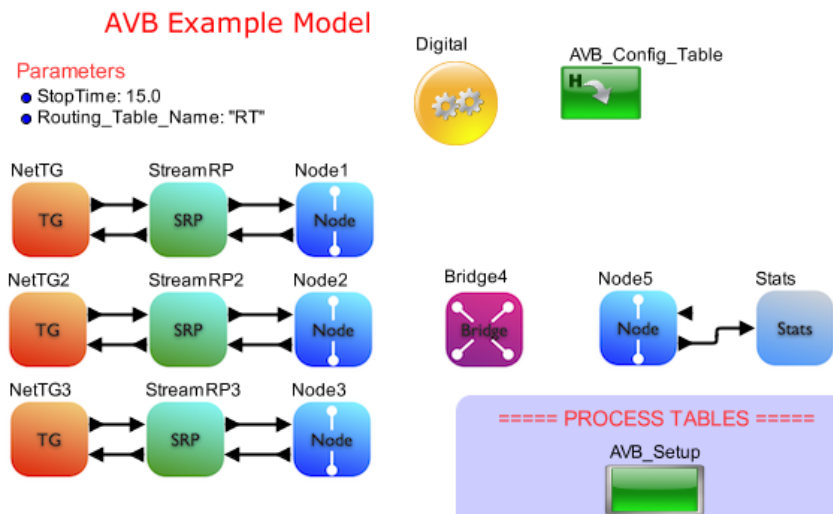 AVB Example Model
Digital
AVB_Config_Table
H
Parameters
StopTime: 15.0
Routing_Table_Name: "RT"
NetTG StreamRP Node1
TG SRP Node
NetTG2 StreamRP2 Node2
TG SRP Node
Bridge4 Node5 Stats
Bridge Node Stats
NetTG3 StreamRP3 Node3
TG SRP Node
===== PROCESS TABLES =====
AVB_Setup